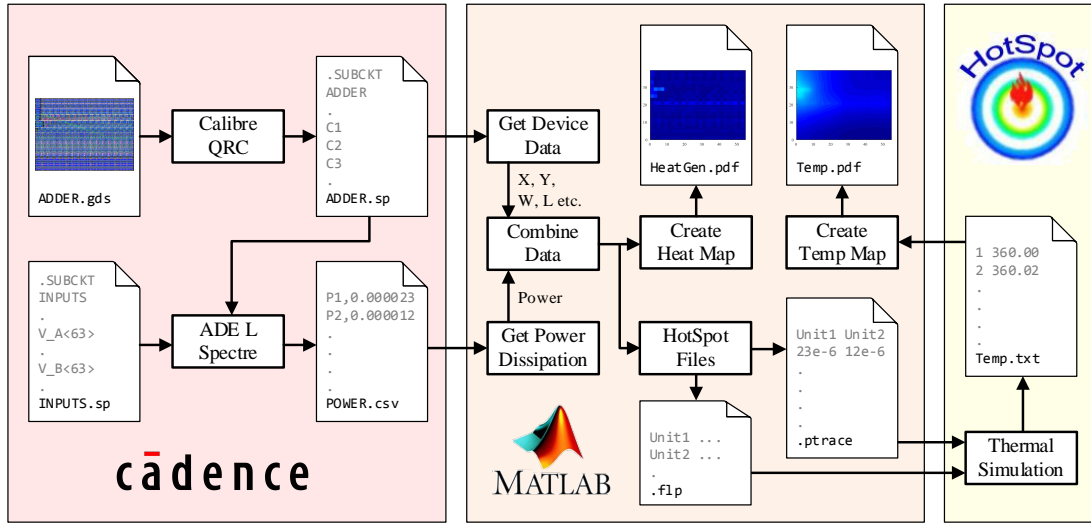 .SUBCKT
ADDER
.
C1
C2
C3
.
ADDER.sp
ADDER.gds
Calibre
QRC
.SUBCKT
INPUTS
.
V_A<63>
.
V_B<63>
.
INPUTS.sp
ADE L
Spectre
P1,0.000023
P2,0.000012
.
.
.
.
.
POWER.csv
cādence
Get Device
Data
X, Y,
W, L etc.
Combine
Data
Power
Get Power
Dissipation
HeatGen.pdf
Create
Heat Map
Temp.pdf
Create
Temp Map
HotSpot
Files
Unit1 Unit2
23e-6 12e-6
.
.
.
.
.ptrace
Unit1 ...
Unit2 ...
.
.flp
MATLAB
HotSpot
1 360.00
2 360.02
.
.
.
.
Temp.txt
Thermal
Simulation